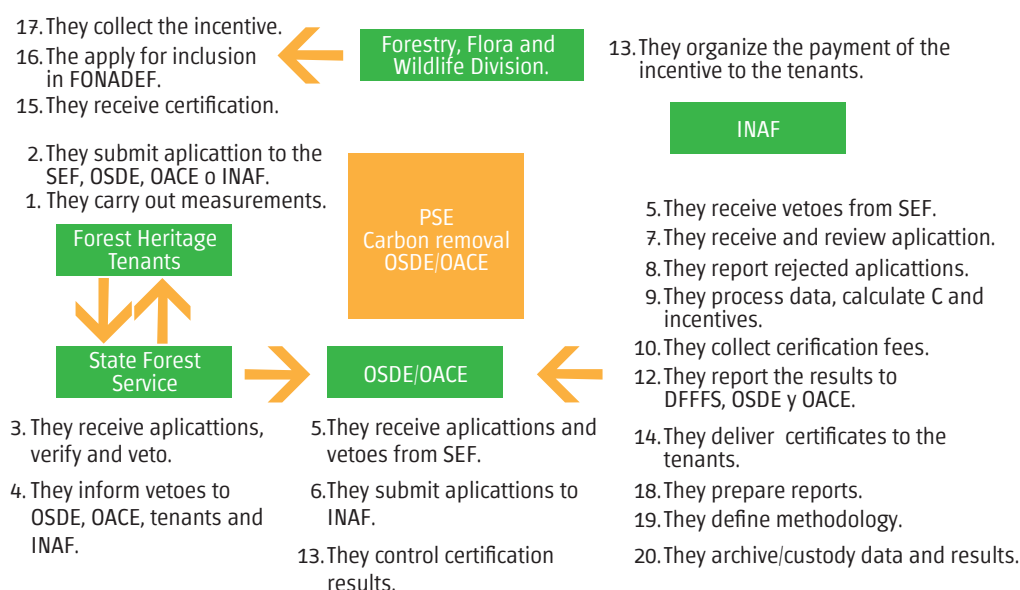 17.They collect the incentive.
16.The apply for inclusion
in FONADEF.
15.They receive certification.
Forestry, Flora and
Wildlife Division.
13.They organize the payment of the
incentive to the tenants.
INAF
2.They submit aplicattion to the
SEF, OSDE, OACE o INAF.
1. They carry out measurements.
Forest Heritage
Tenants
PSE
Carbon removal
OSDE/OACE
State Forest
Service
OSDE/OACE
5.They receive vetoes from SEF.
7.They receive and review aplicattion.
8.They report rejected aplicattions.
9.They process data, calculate C and
incentives.
10.They collect cerification fees.
12.They report the results to
DFFFS, OSDE y OACE.
14.They deliver certificates to the
tenants.
18.They prepare reports.
19.They define methodology.
20.They archive/custody data and results.
3. They receive aplicattions,
verify and veto.
4. They inform vetoes to
OSDE, OACE, tenants and
INAF.
5.They receive aplicattions and
vetoes from SEF.
6.They submit aplicattions to
INAF.
13.They control certification
results.